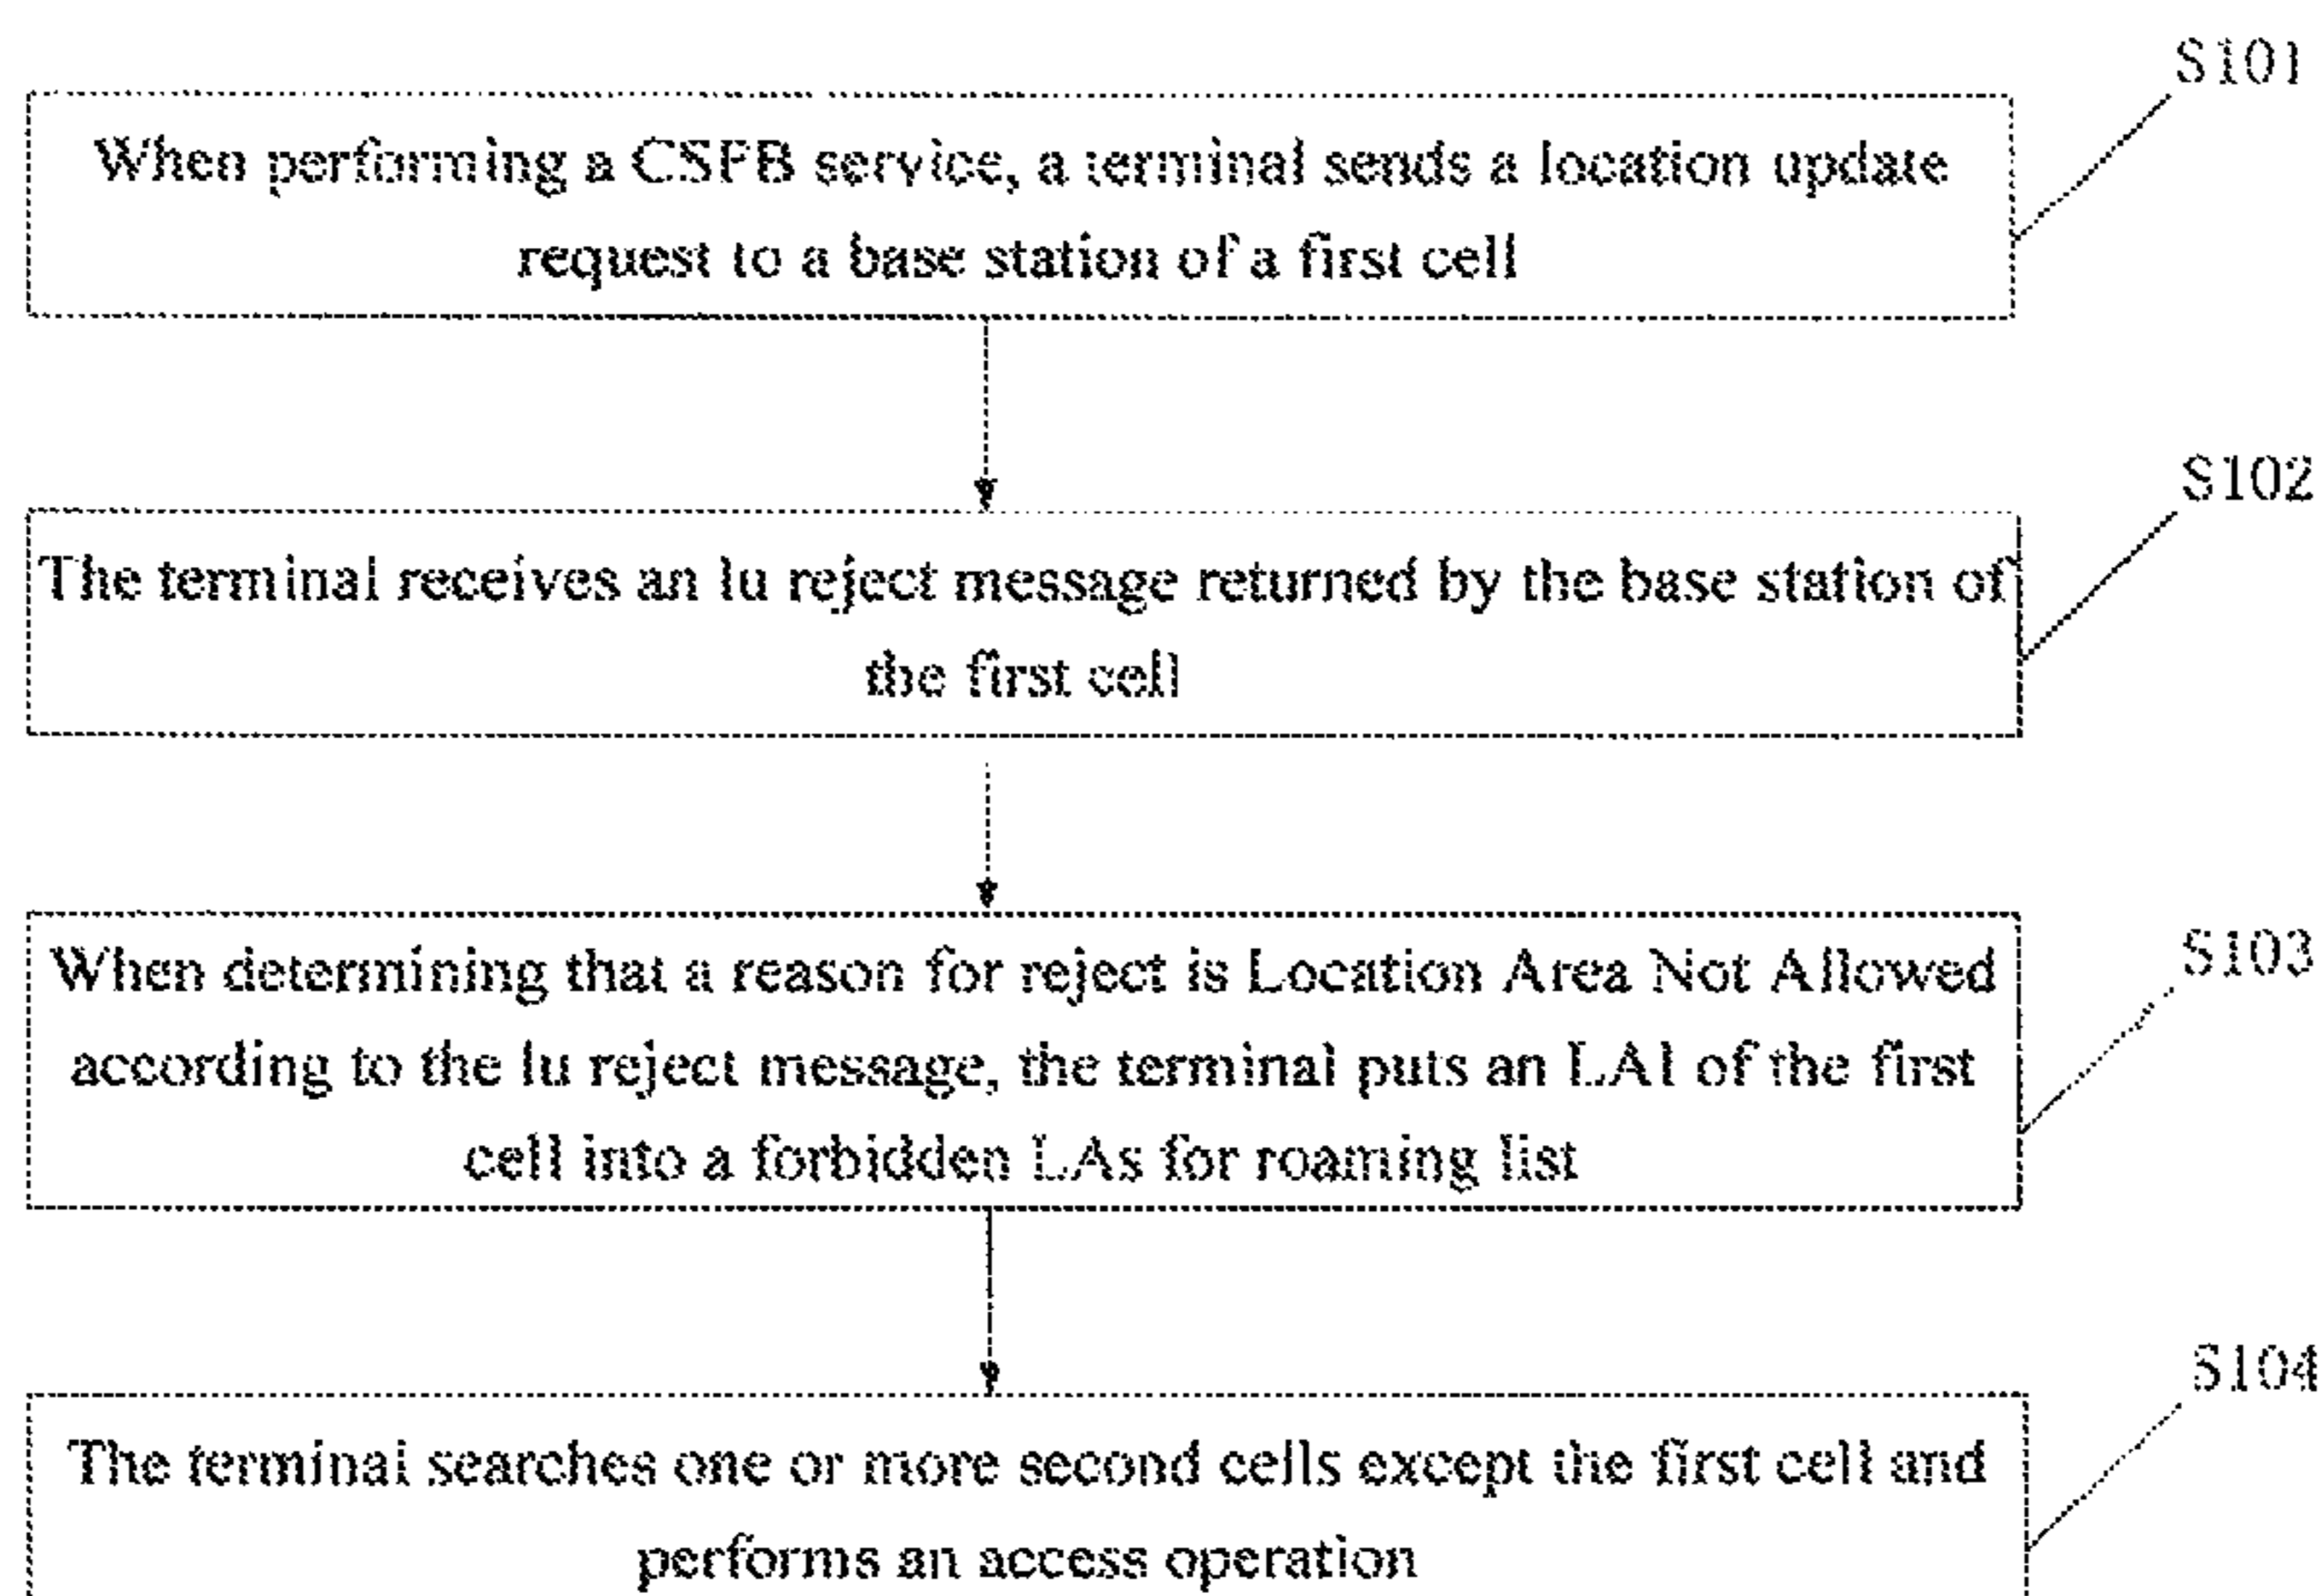 S101
When performing a CSFB service, a terminal sends a location update
request to a base station of a first cell
S102
The terminal receives an lu reject message returned by the base station of
the first cell
S103
When determining that a reason for reject is Location Area Not Allowed
according to the lu reject message, the terminal puts an LAI of the first
cell into a forbidden LAs for roaming list
S104
The terminal searches one or more second cells except the first cell and
performs an access operation